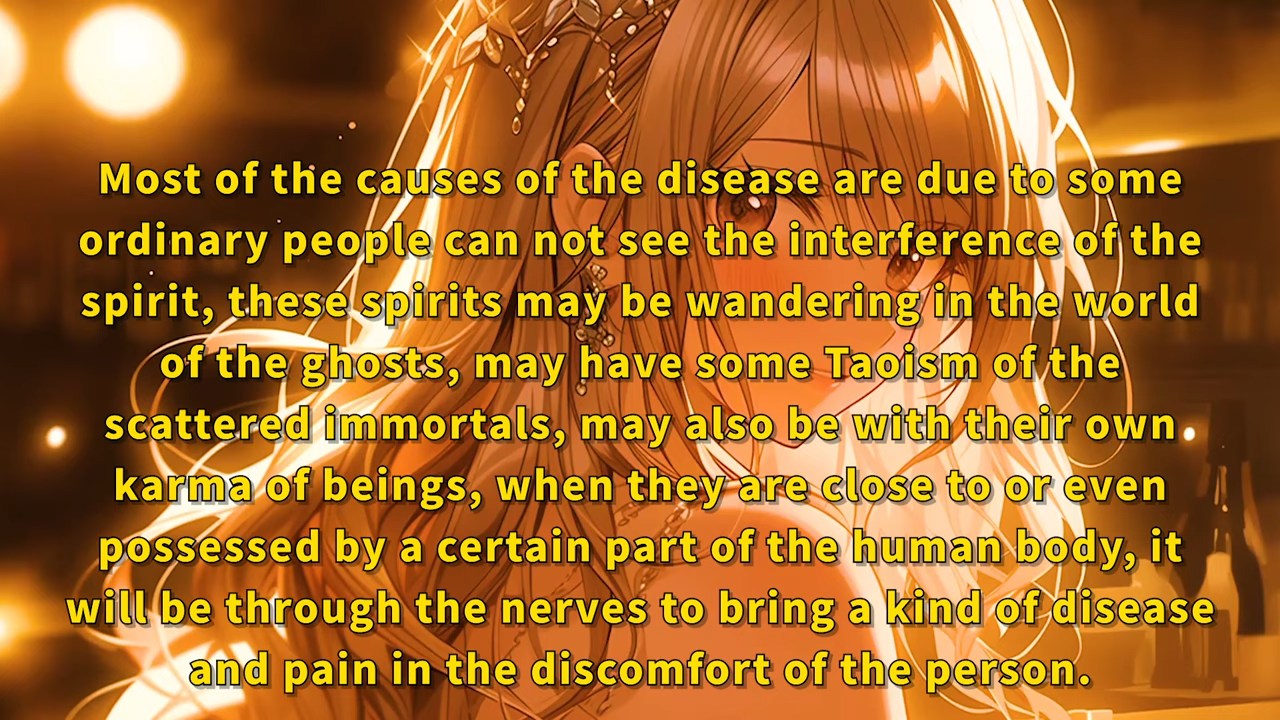 Most of the causes of the disease are due to some
ordinary people can not see the interference of the
spirit, these spirits may be wandering in the world
of the ghosts, may have some Taoism of the
scattered immortals, may also be with their own
karma of beings, when they are close to or even
possessed by a certain part of the human body, it
will be through the nerves to bring a kind of disease
and pain in the discomfort of the person.